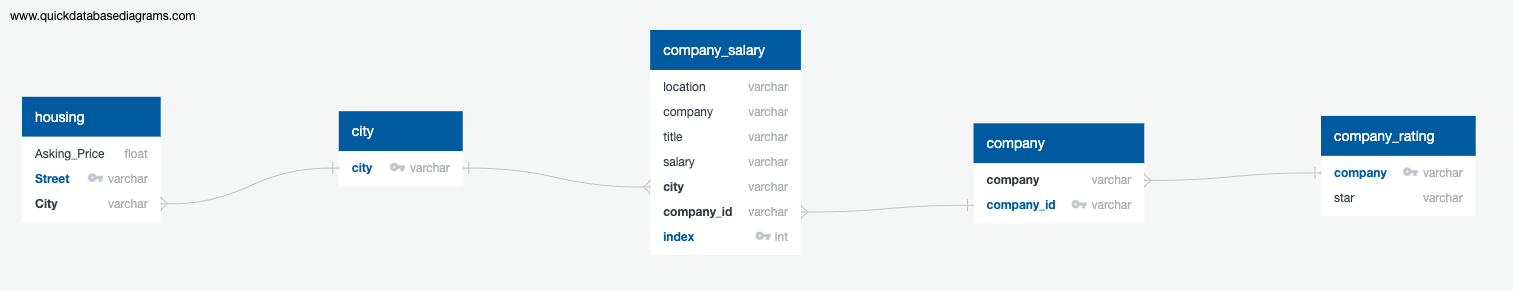 www.quickdatabasediagrams.com
housing
Asking_Price float
Street varchar
City varchar
city
city varchar
company_salary
location varchar
company varchar
title varchar
salary varchar
city varchar
company_id varchar
index int
company
company varchar
company_id varchar
company_rating
company varchar
star varchar